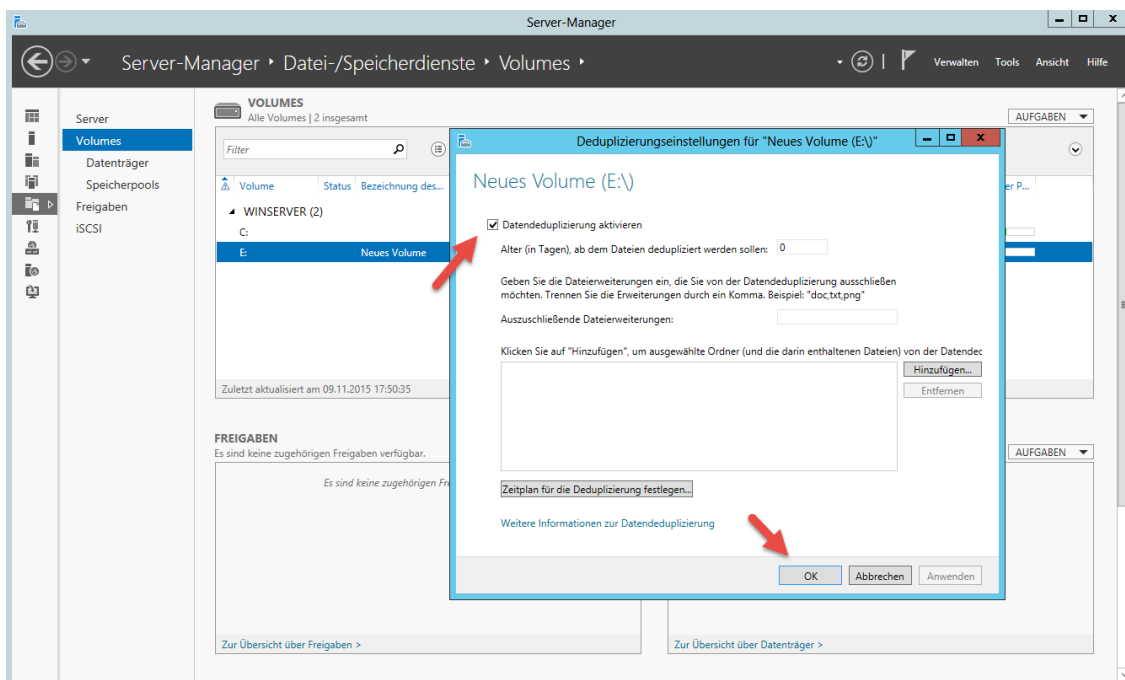 Server-Manager
Server-Manager ‣ Datei-/Speicherdienste ‣ Volumes ‣
Verwalten Tools Ansicht Hilfe
Server
Volumes
Datenträger
Speicherpools
Freigaben
iSCSI
VOLUMES
Alle Volumes | 2 insgesamt
AUFGABEN
Filter
Volume Status Bezeichnung des... er P...
WINSERVER (2)
C:
E: Neues Volume
Zuletzt aktualisiert am 09.11.2015 17:50:35
FREIGABEN
Es sind keine zugehörigen Freigaben verfügbar.
AUFGABEN
Es sind keine zugehörigen Fre
Zur Übersicht über Freigaben >
Zur Übersicht über Datenträger >
Deduplizierungseinstellungen für "Neues Volume (E:\)"
Neues Volume (E:\)
Datendeduplizierung aktivieren
Alter (in Tagen), ab dem Dateien dedupliziert werden sollen: 0
Geben Sie die Dateierweiterungen ein, die Sie von der Datendeduplizierung ausschließen
möchten. Trennen Sie die Erweiterungen durch ein Komma. Beispiel: "doc,txt,png"
Auszuschließende Dateierweiterungen:
Klicken Sie auf "Hinzufügen", um ausgewählte Ordner (und die darin enthaltenen Dateien) von der Datendec
Hinzufügen...
Entfernen
Zeitplan für die Deduplizierung festlegen...
Weitere Informationen zur Datendeduplizierung
OK Abbrechen Anwenden